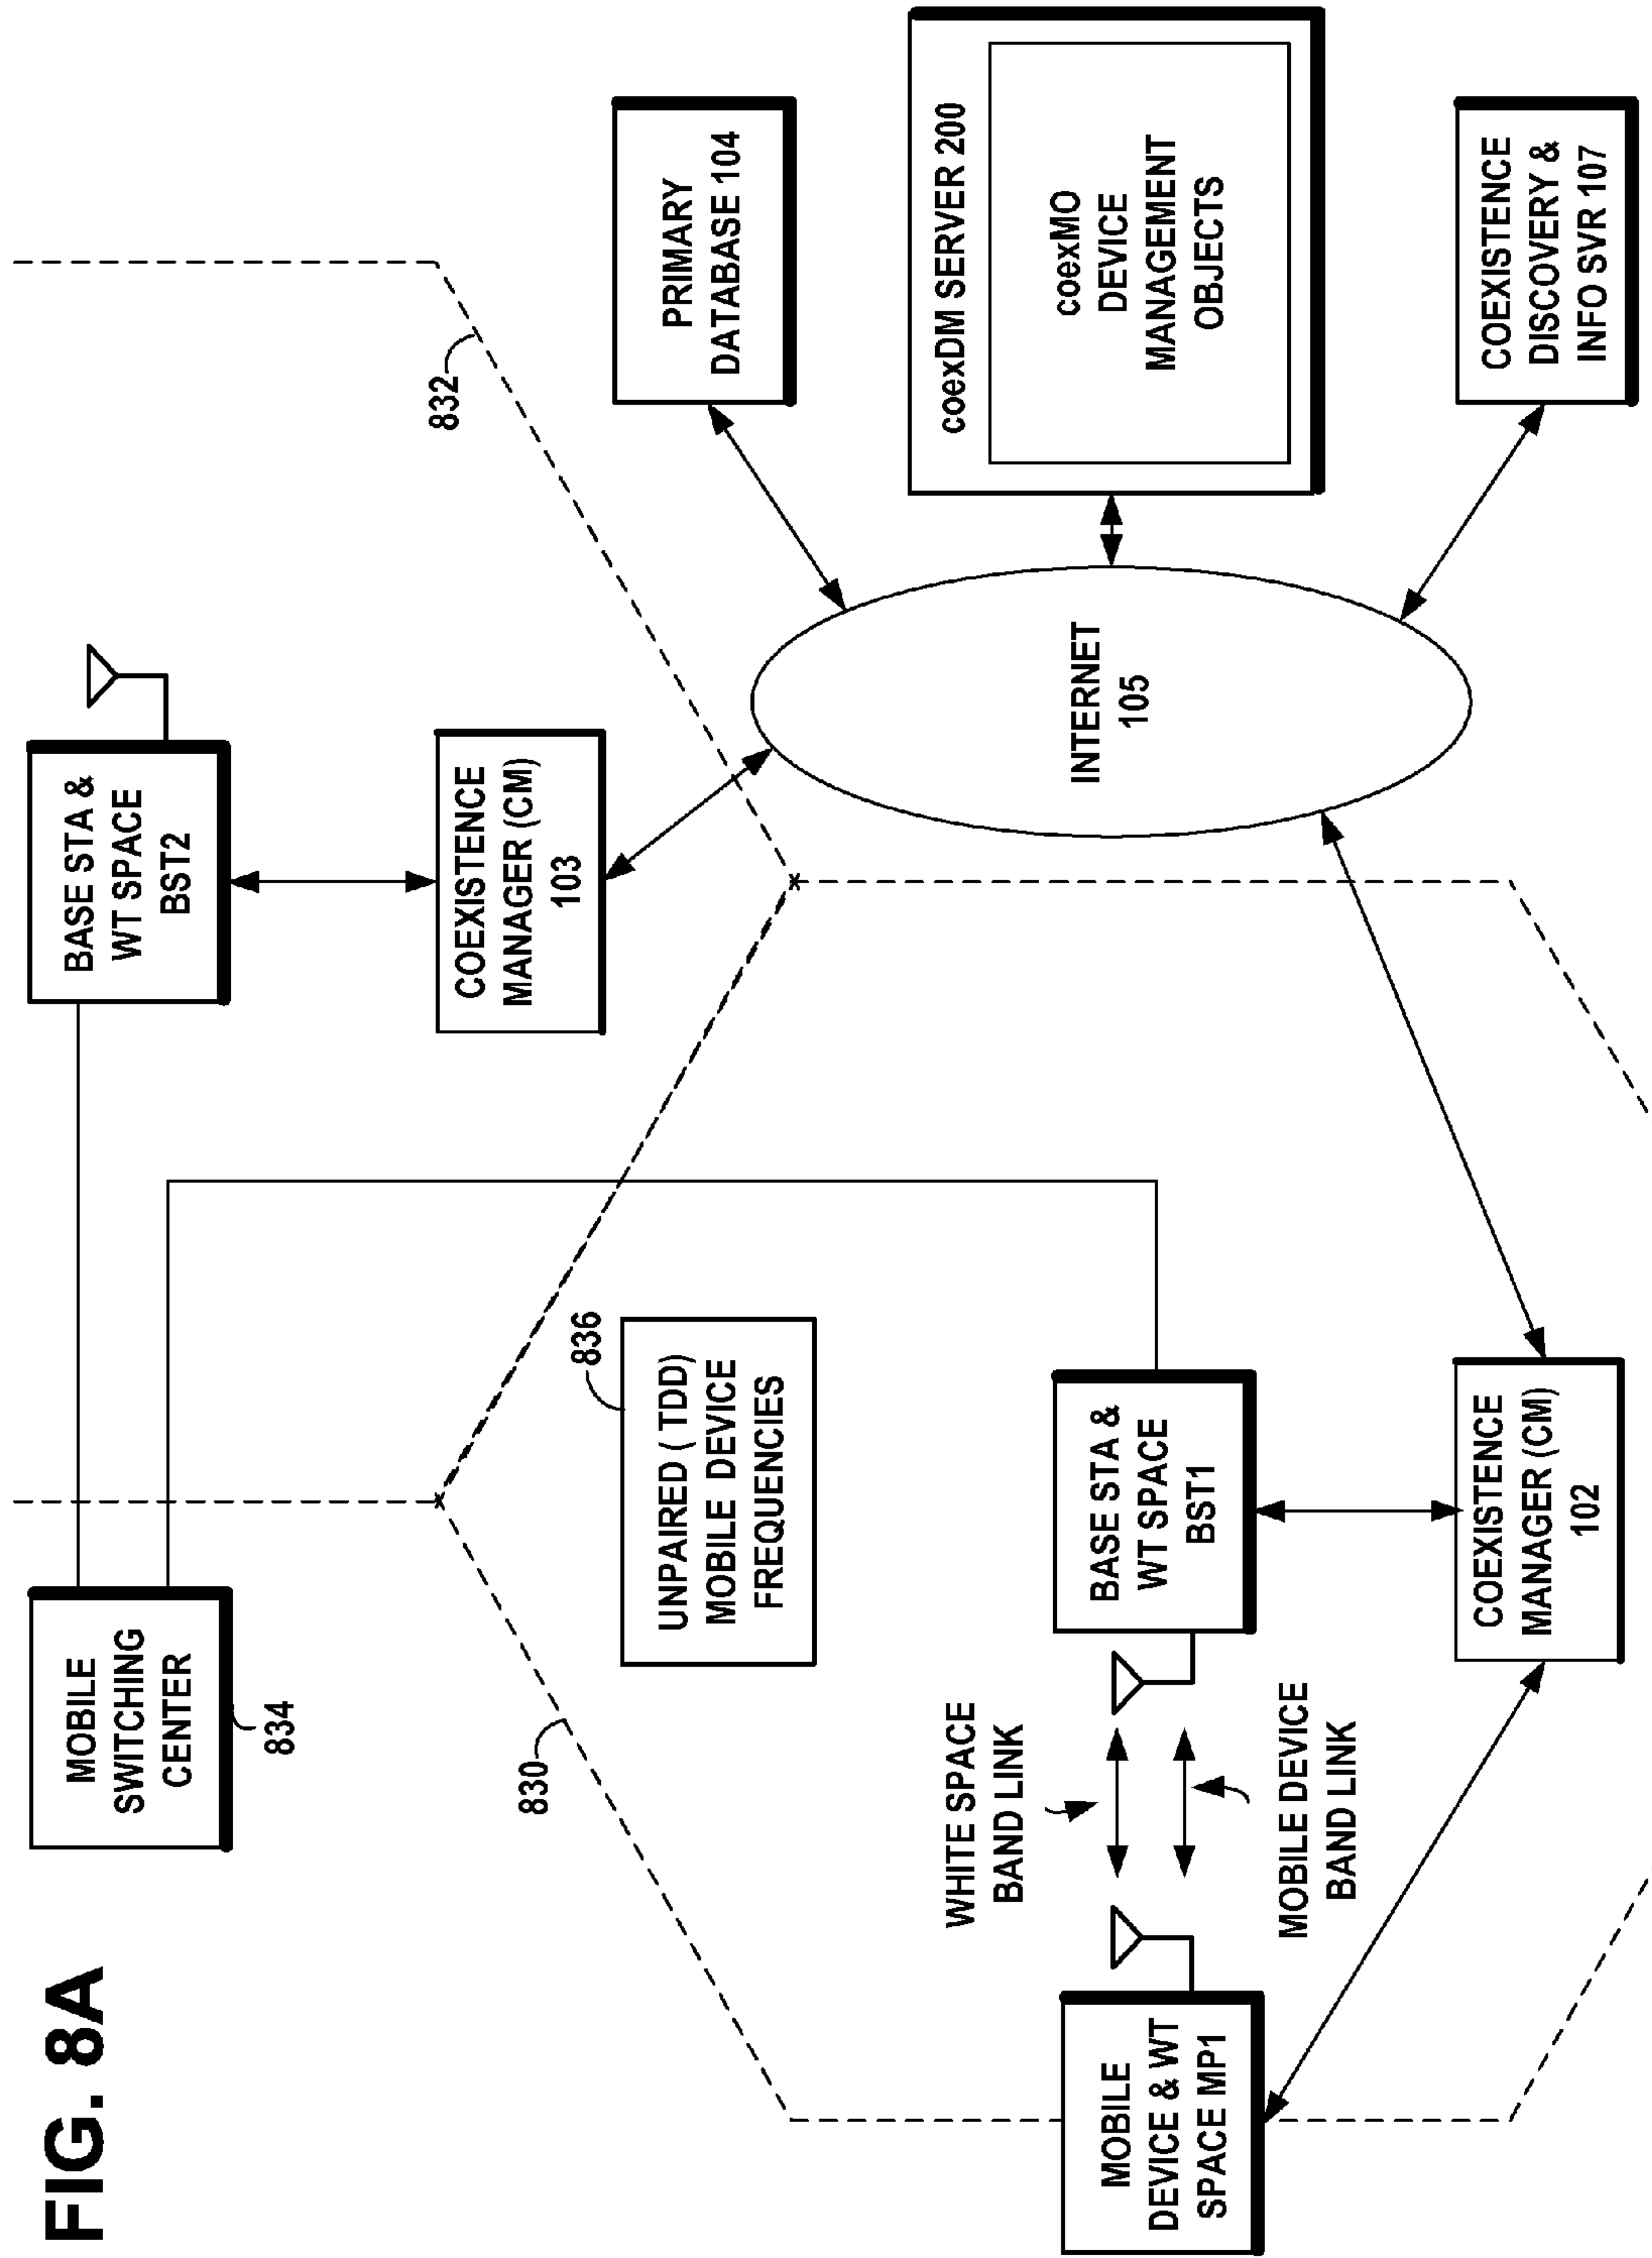 FIG. 8A
MOBILE
SWITCHING
CENTER
834
BASE STA &
WT SPACE
BST2
COEXISTENCE
MANAGER (CM)
103
832
830
836
UNPAIRED ( TDD)
MOBILE DEVICE
FREQUENCIES
PRIMARY
DATABASE 104
INTERNET
105
coexDM SERVER 200
coexMO
DEVICE
MANAGEMENT
OBJECTS
WHITE SPACE
BAND LINK
MOBILE DEVICE
BAND LINK
MOBILE
DEVICE & WT
SPACE MP1
BASE STA &
WT SPACE
BST1
COEXISTENCE
MANAGER (CM)
102
COEXISTENCE
DISCOVERY &
INFO SVR 107